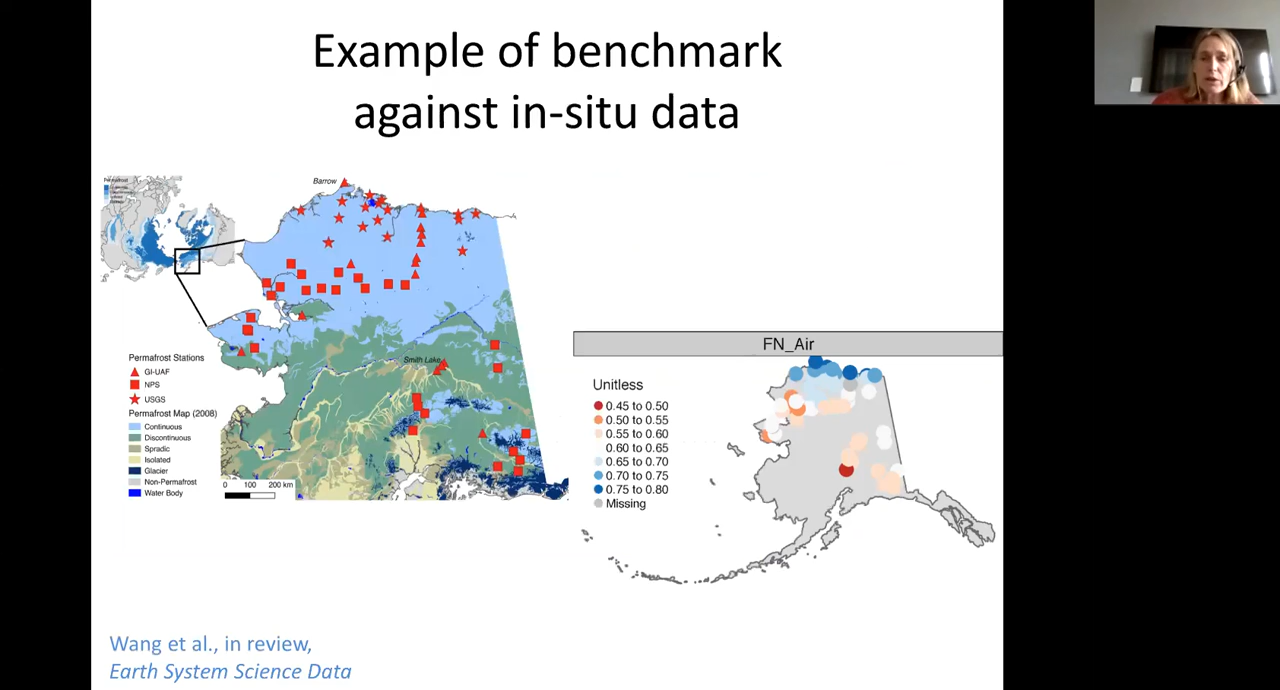 Example of benchmark
against in-situ data
Permafrost
Barrow
Smith Lake
Permafrost Stations
GI-UAF
NPS
USGS
Permafrost Map (2008)
Continuous
Discontinuous
Spradic
Isolated
Glacier
Non-Permafrost
Water Body
0 100 200 km
FN_Air
Unitless
0.45 to 0.50
0.50 to 0.55
0.55 to 0.60
0.60 to 0.65
0.65 to 0.70
0.70 to 0.75
0.75 to 0.80
Missing
Wang et al., in review,
Earth System Science Data